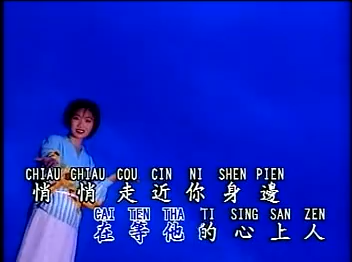 CHIAU CHIAU COU CIN NI SHEN PIEN
悄 悄 走 近 你 身 邊
CAI TEN THA TI SING SAN ZEN
在 等 他 的 心 上 人